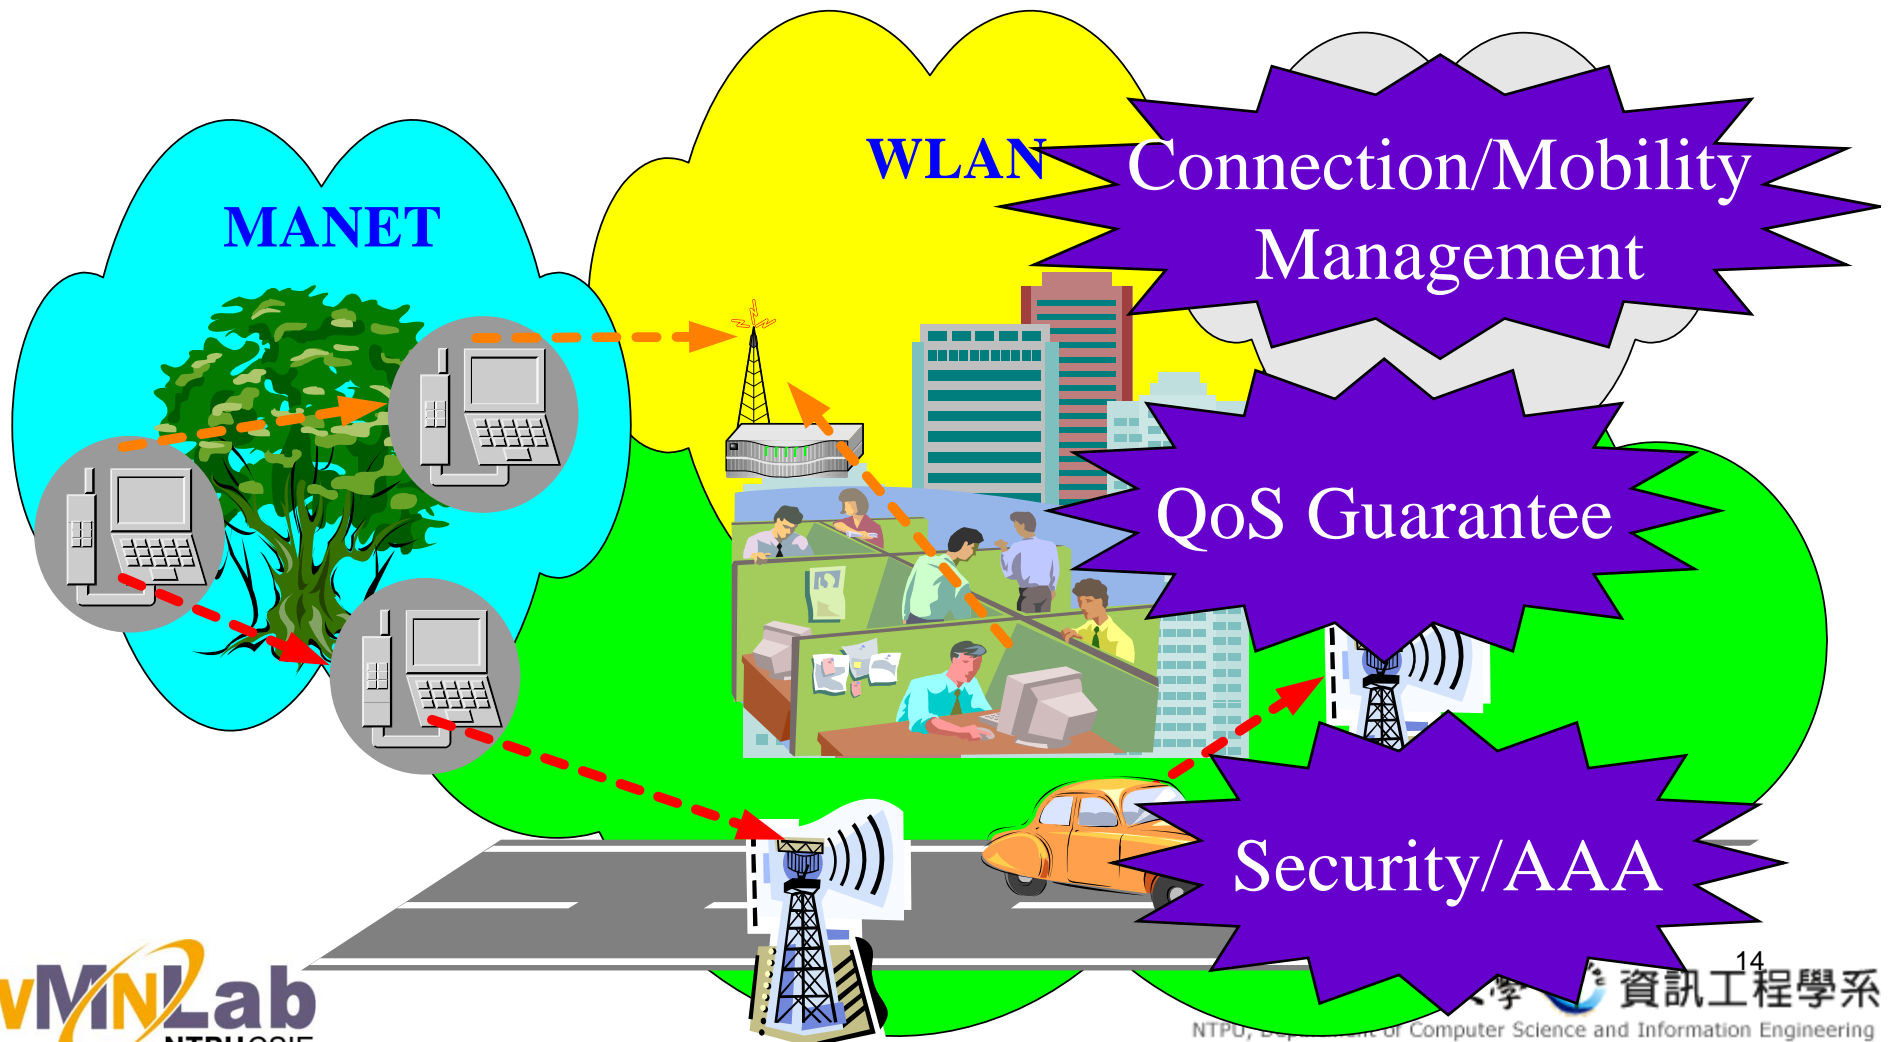 MANET
WLAN
Connection/Mobility
Management
QoS Guarantee
Security/AAA
14
vMNLab
學 資訊工程學系
NTPU, of Computer Science and Information Engineering